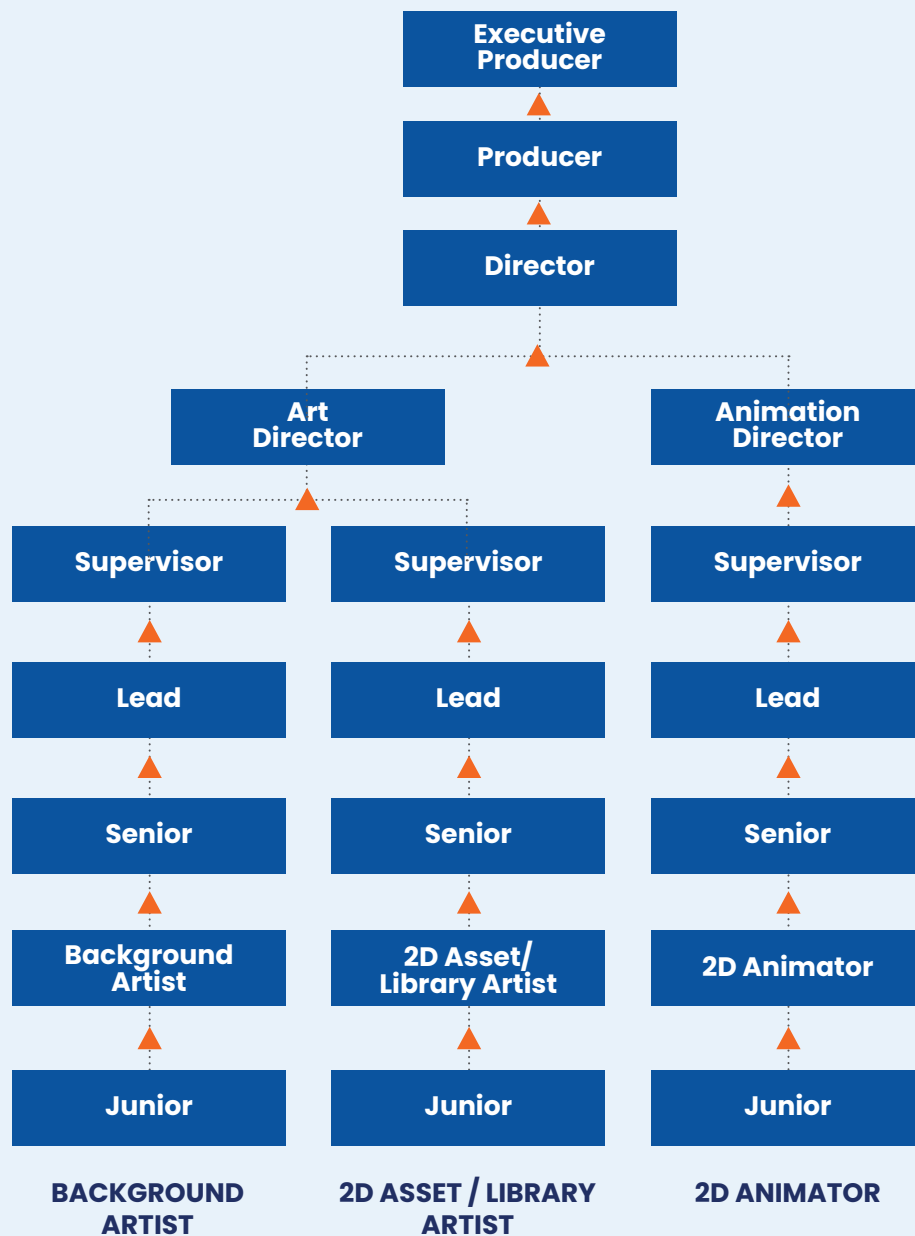 Executive
Producer
Producer
Director
Art
Director
Animation
Director
Supervisor
Supervisor
Supervisor
Lead
Lead
Lead
Senior
Senior
Senior
Background
Artist
2D Asset/
Library Artist
2D Animator
Junior
Junior
Junior
BACKGROUND
ARTIST
2D ASSET / LIBRARY
ARTIST
2D ANIMATOR